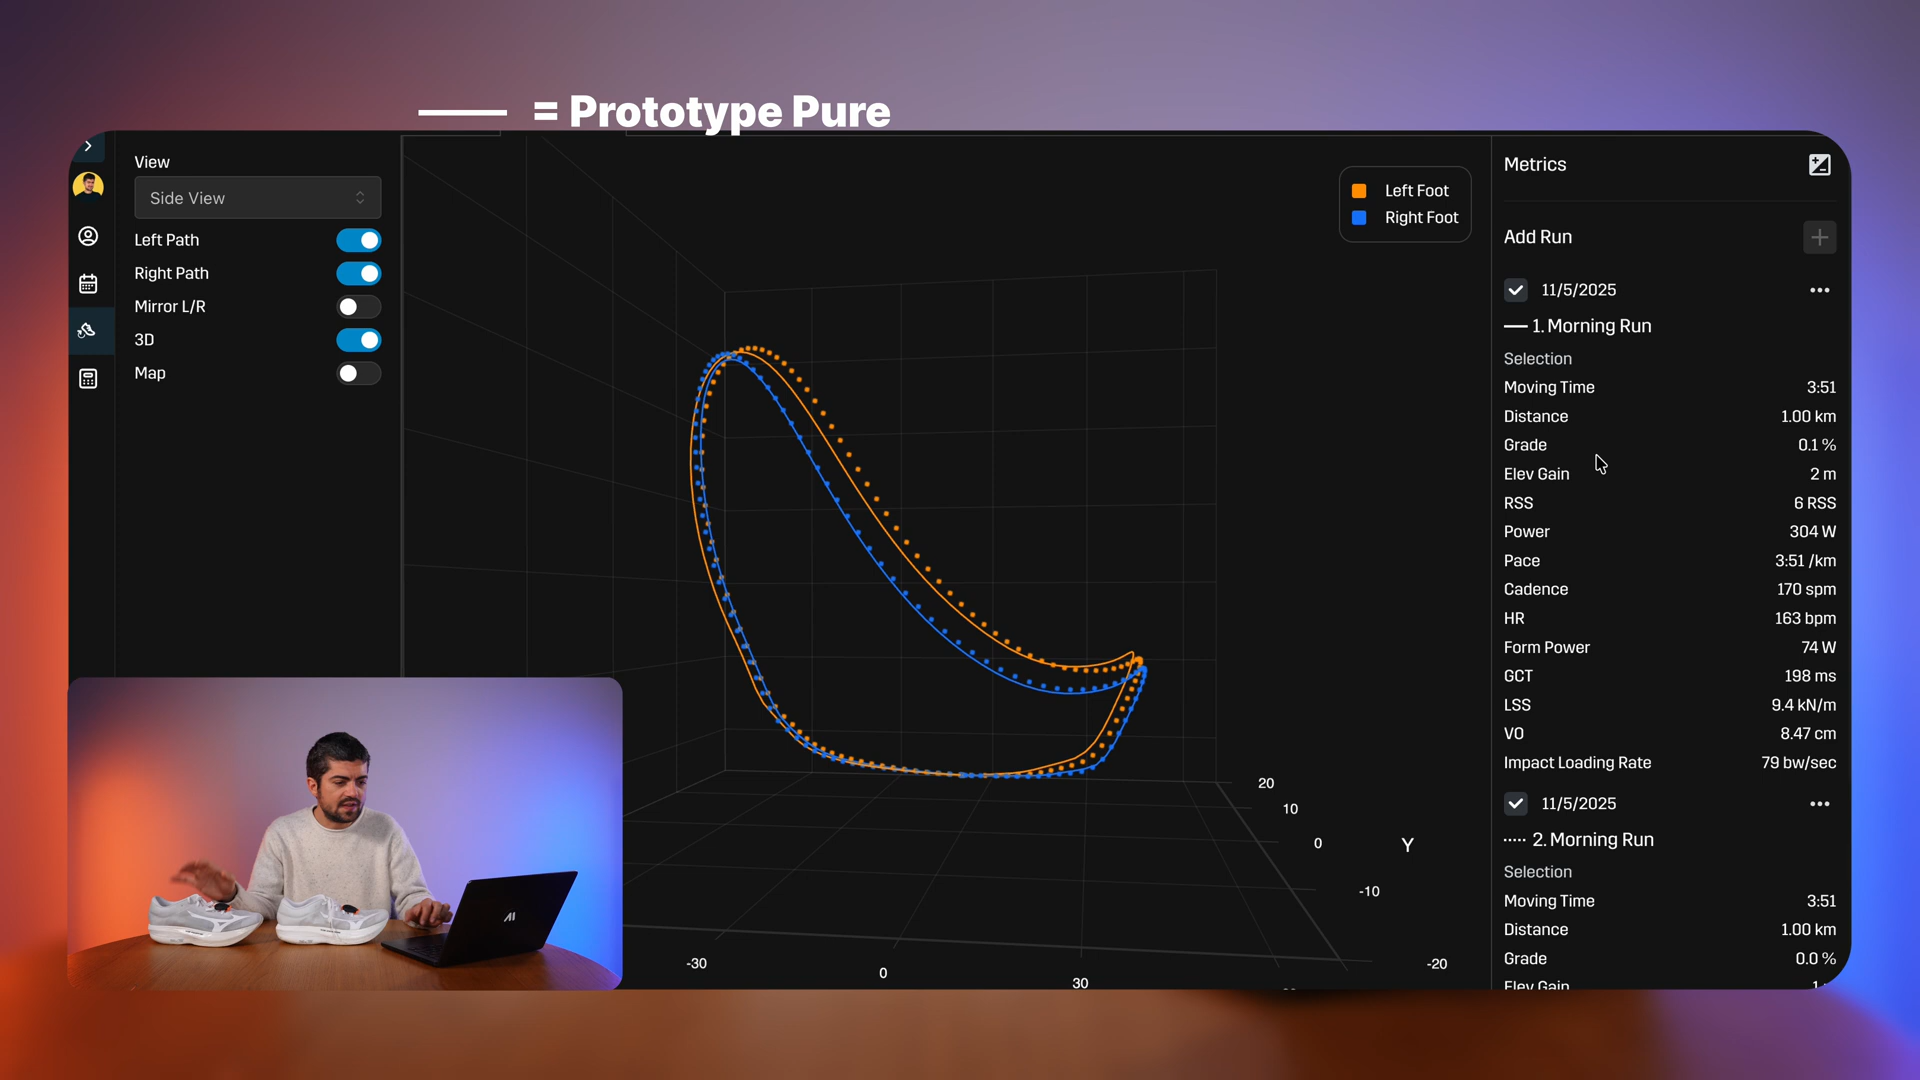 = Prototype Pure
View
Side View
Left Path
Right Path
Mirror L/R
3D
Map
Left Foot
Right Foot
20
10
0
Y
-10
-20
-30
0
30
Metrics
Add Run
11/5/2025
1. Morning Run
Selection
Moving Time 3:51
Distance 1.00 km
Grade 0.1 %
Elev Gain 2 m
RSS 6 RSS
Power 304 W
Pace 3:51 /km
Cadence 170 spm
HR 163 bpm
Form Power 74 W
GCT 198 ms
LSS 9.4 kN/m
VO 8.47 cm
Impact Loading Rate 79 bw/sec
11/5/2025
2. Morning Run
Selection
Moving Time 3:51
Distance 1.00 km
Grade 0.0 %
Elev Gain